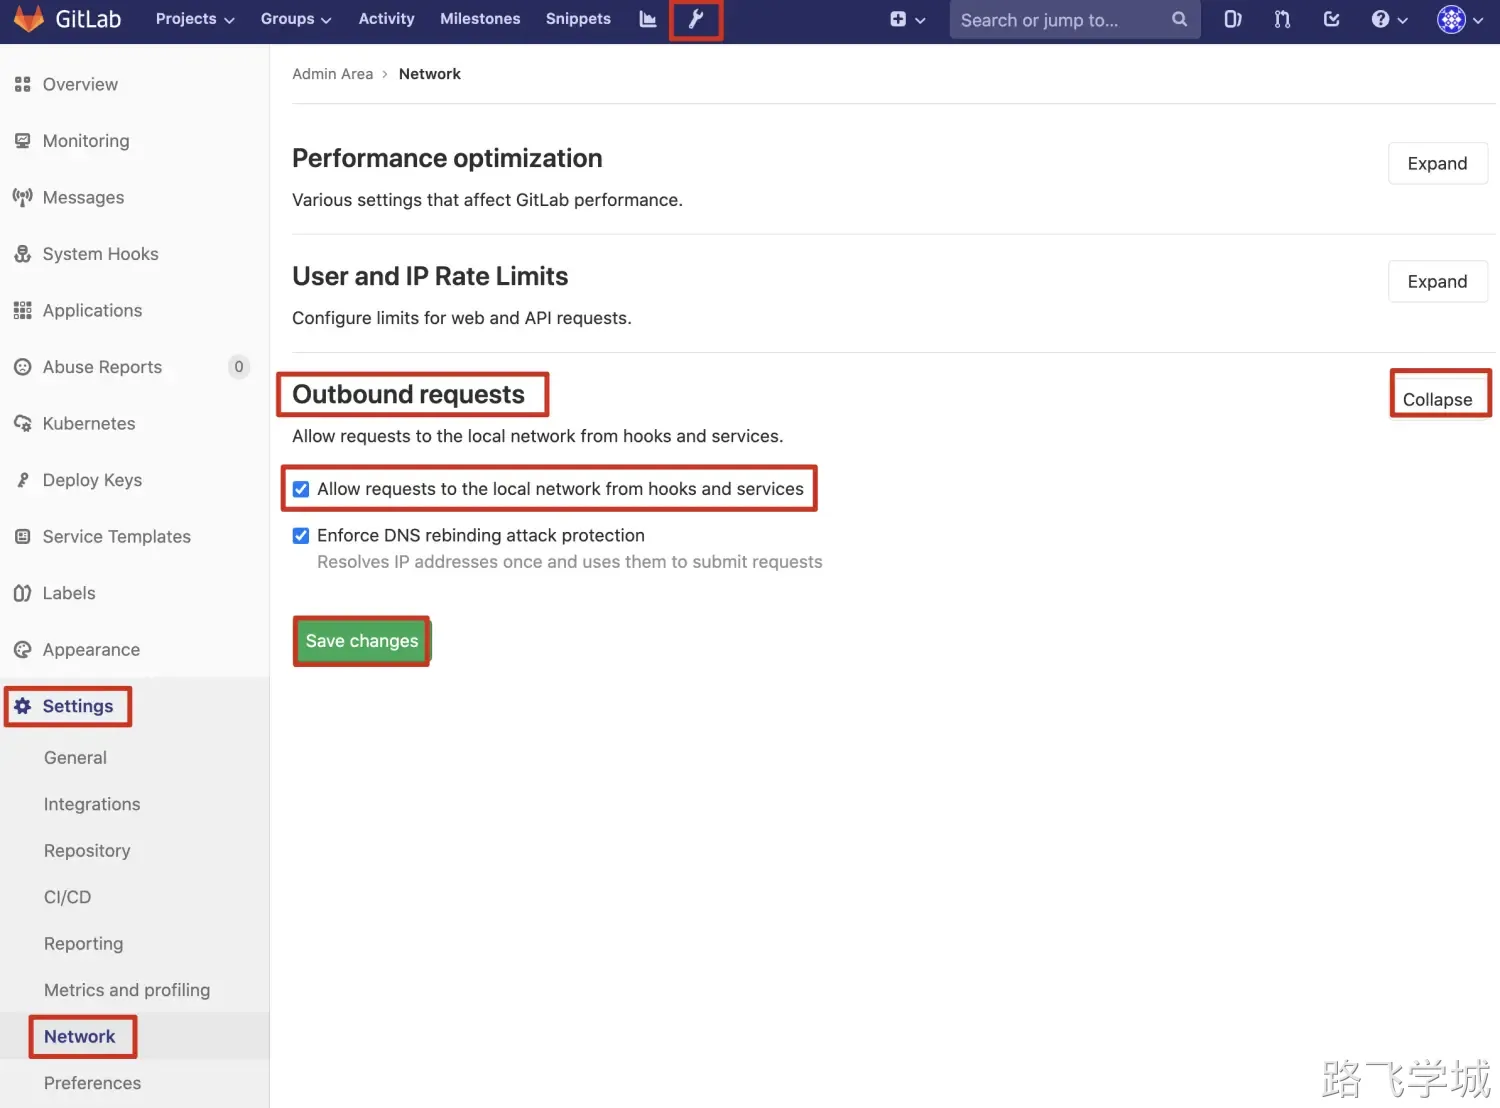 GitLab Projects Groups Activity Milestones Snippets Search or jump to...
Overview
Monitoring
Messages
System Hooks
Applications
Abuse Reports 0
Kubernetes
Deploy Keys
Service Templates
Labels
Appearance
Settings
General
Integrations
Repository
CI/CD
Reporting
Metrics and profiling
Network
Preferences
Admin Area › Network
Performance optimization
Expand
Various settings that affect GitLab performance.
User and IP Rate Limits
Expand
Configure limits for web and API requests.
Outbound requests
Collapse
Allow requests to the local network from hooks and services.
Allow requests to the local network from hooks and services
Enforce DNS rebinding attack protection
Resolves IP addresses once and uses them to submit requests
Save changes
路飞学城